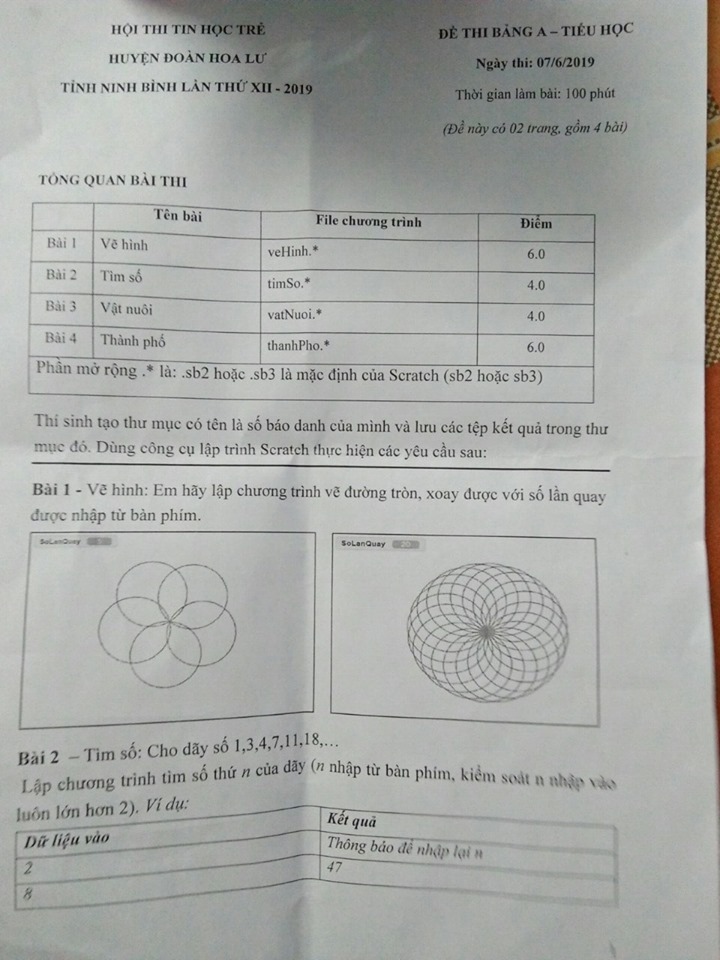 HỘI THI TIN HỌC TRẺ
HUYỆN ĐOÀN HOA LƯ
TỈNH NINH BÌNH LẦN THỨ XII - 2019
ĐỀ THI BẢNG A – TIỂU HỌC
Ngày thi: 07/6/2019
Thời gian làm bài: 100 phút
(Đề này có 02 trang, gồm 4 bài)
TỔNG QUAN BÀI THI
Tên bài File chương trình Điểm
Bài 1 Vẽ hình veHinh.* 6.0
Bài 2 Tìm số timSo.* 4.0
Bài 3 Vật nuôi vatNuoi.* 4.0
Bài 4 Thành phố thanhPho.* 6.0
Phần mở rộng .* là: .sb2 hoặc .sb3 là mặc định của Scratch (sb2 hoặc sb3)
Thí sinh tạo thư mục có tên là số báo danh của mình và lưu các tệp kết quả trong thư
mục đó. Dùng công cụ lập trình Scratch thực hiện các yêu cầu sau:
Bài 1 - Vẽ hình: Em hãy lập chương trình vẽ đường tròn, xoay được với số lần quay
được nhập từ bàn phím.
SoLanQuay
SoLanQuay 20
Bài 2 – Tìm số: Cho dãy số 1,3,4,7,11,18,…
Lập chương trình tìm số thứ n của dãy (n nhập từ bàn phím, kiểm soát n nhập vào
luôn lớn hơn 2). Ví dụ:
Dữ liệu vào Kết quả
2 Thông báo để nhập lại n
8 47